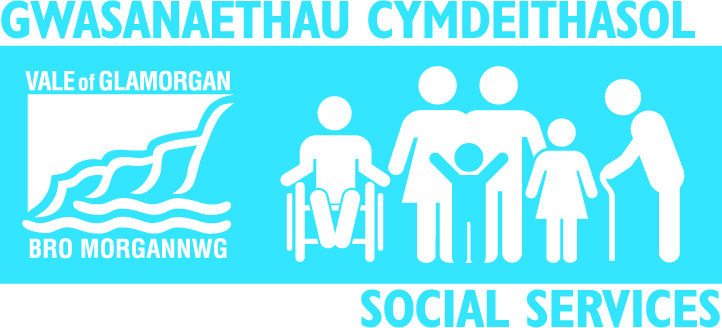 GWASANAETHAU CYMDEITHASOL
VALE of GLAMORGAN
BRO MORGANNWG
SOCIAL SERVICES